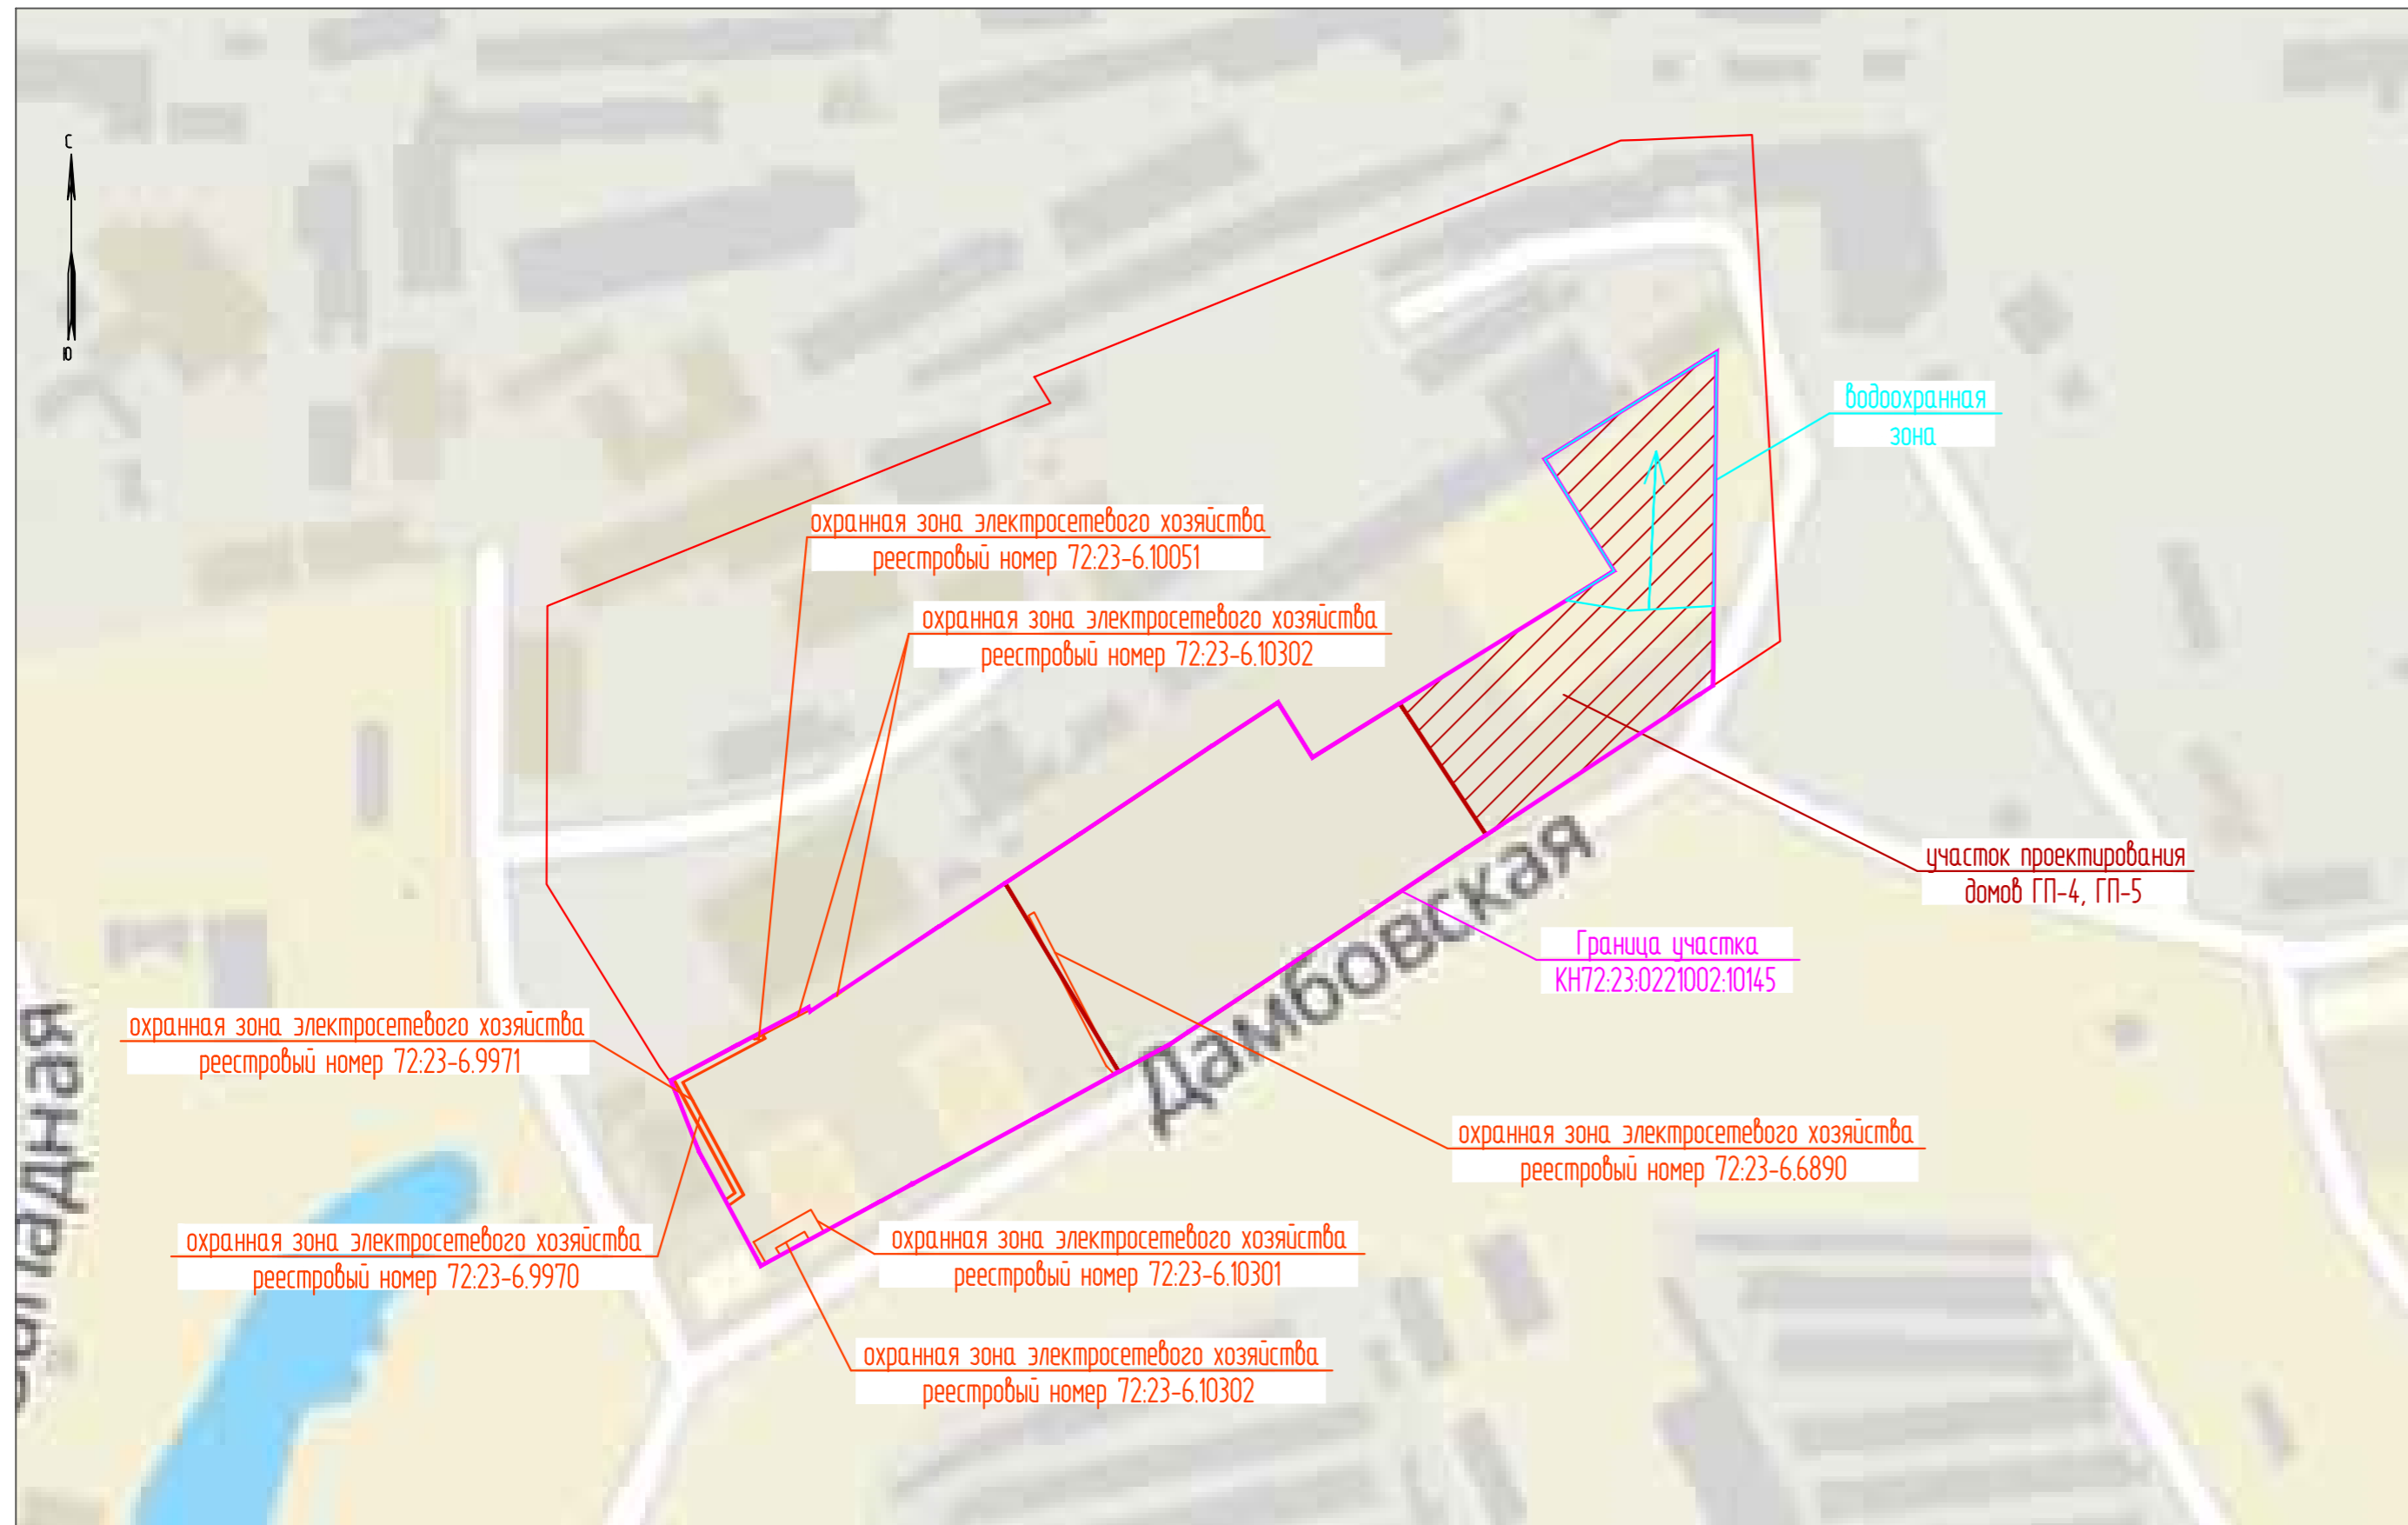 С
Ю
водоохранная
зона
охранная зона электросетевого хозяйства
реестровый номер 72:23-6.10051
охранная зона электросетевого хозяйства
реестровый номер 72:23-6.10302
участок проектирования
домов ГП-4, ГП-5
Граница участка
КН72:23:0221002:10145
Дамбовская
охранная зона электросетевого хозяйства
реестровый номер 72:23-6.9971
охранная зона электросетевого хозяйства
реестровый номер 72:23-6.6890
охранная зона электросетевого хозяйства
реестровый номер 72:23-6.9970
охранная зона электросетевого хозяйства
реестровый номер 72:23-6.10301
охранная зона электросетевого хозяйства
реестровый номер 72:23-6.10302